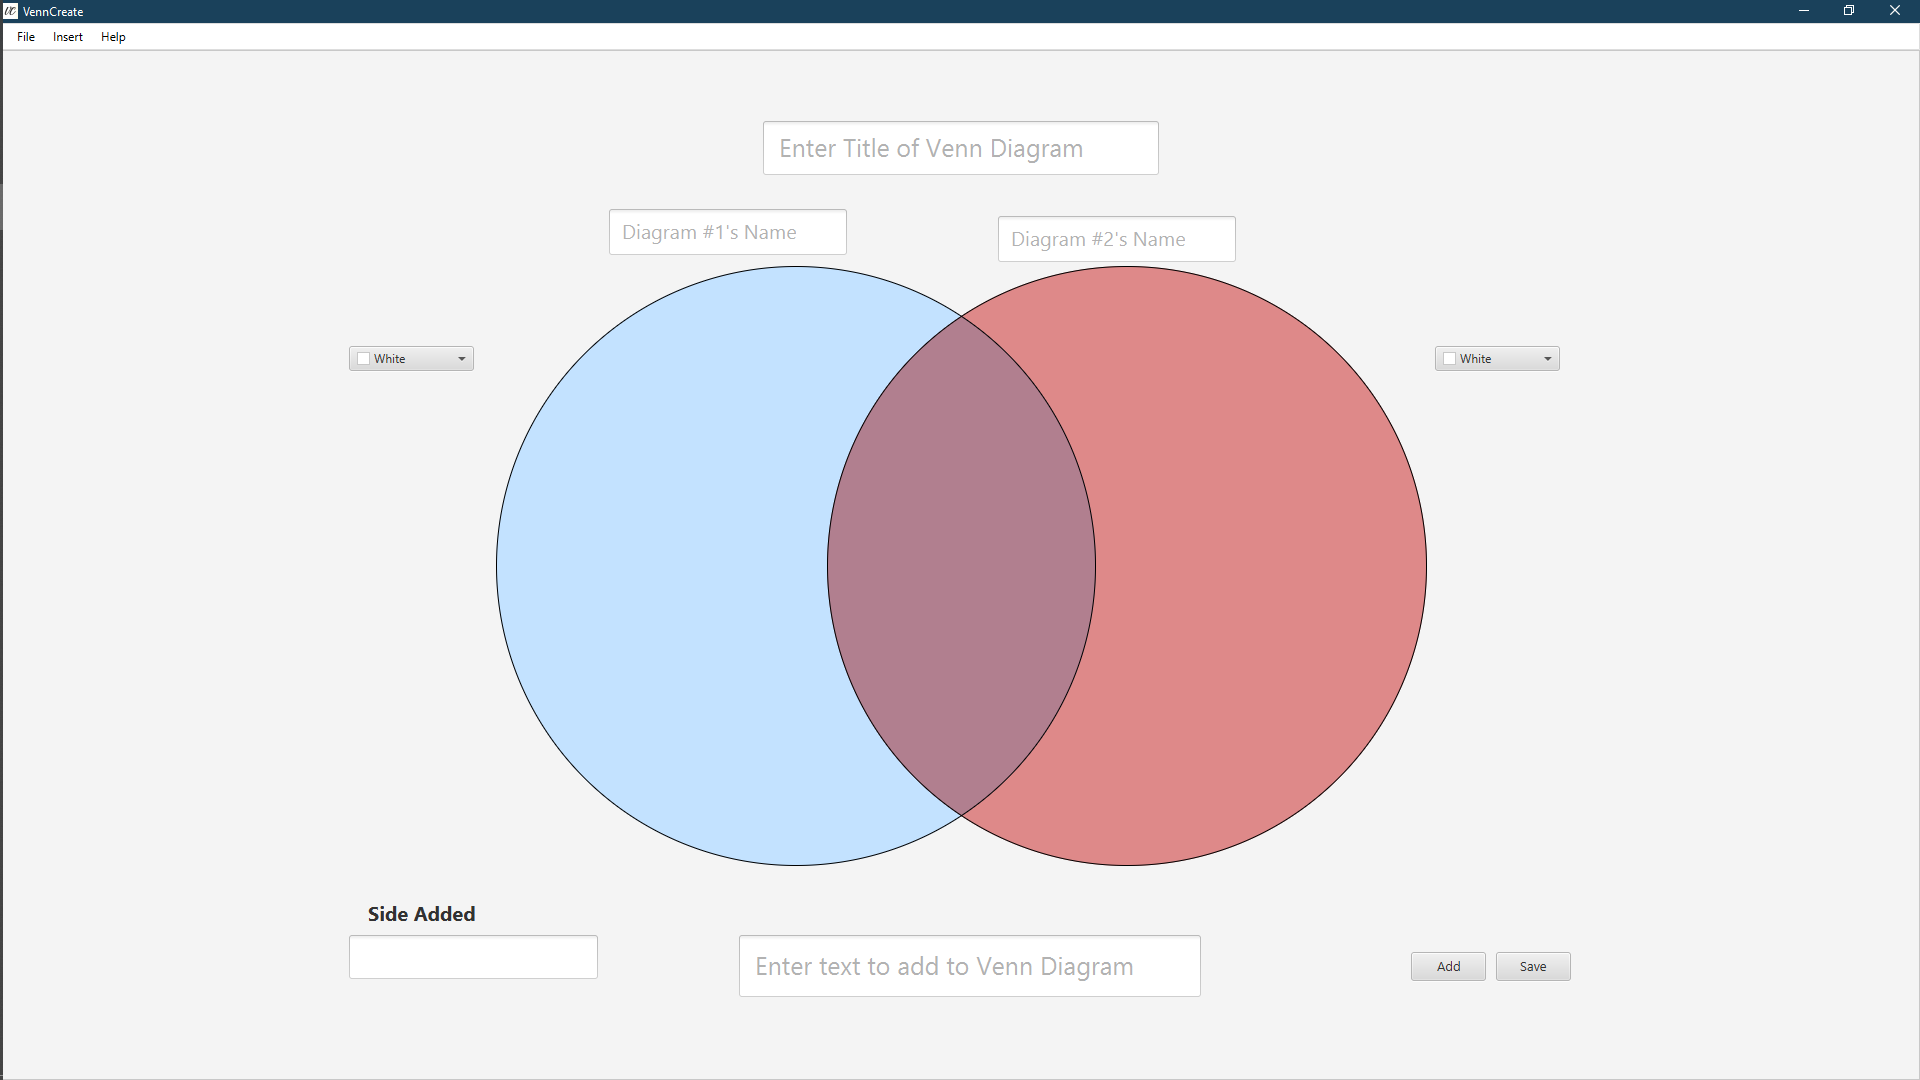 VC VennCreate
File Insert Help
Enter Title of Venn Diagram
Diagram #1's Name
Diagram #2's Name
White
White
Side Added
Enter text to add to Venn Diagram
Add
Save